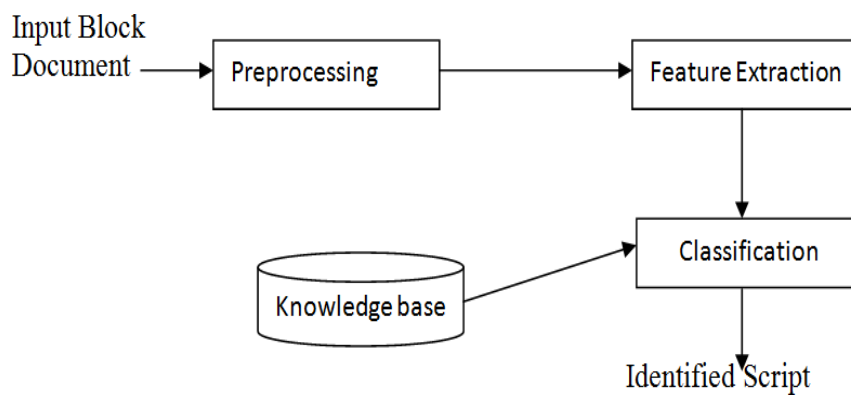 Input Block
Document
Preprocessing
Feature Extraction
Classification
Knowledge base
Identified Script